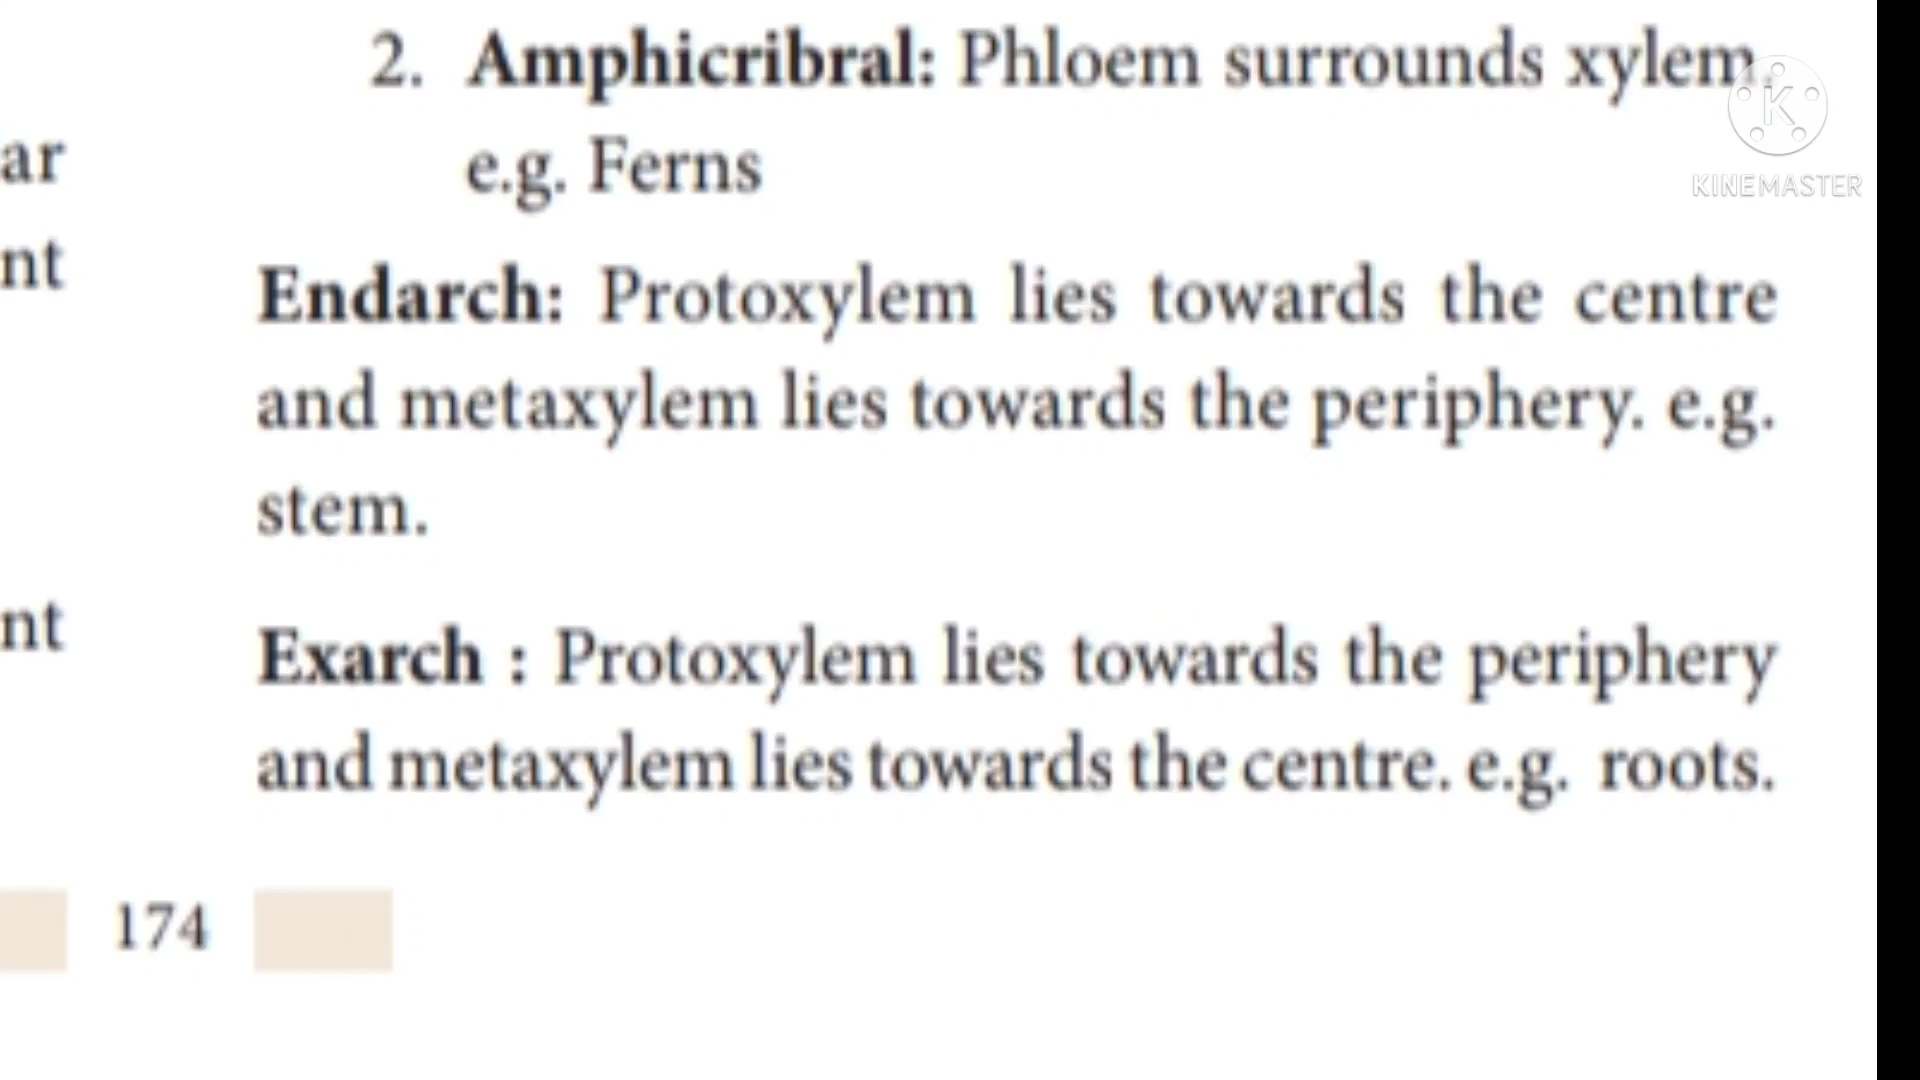 2. Amphicribral: Phloem surrounds xylem.
e.g. Ferns
ar
nt
Endarch: Protoxylem lies towards the centre
and metaxylem lies towards the periphery. e.g.
stem.
nt
Exarch : Protoxylem lies towards the periphery
and metaxylem lies towards the centre. e.g. roots.
174
K
KINEMASTER